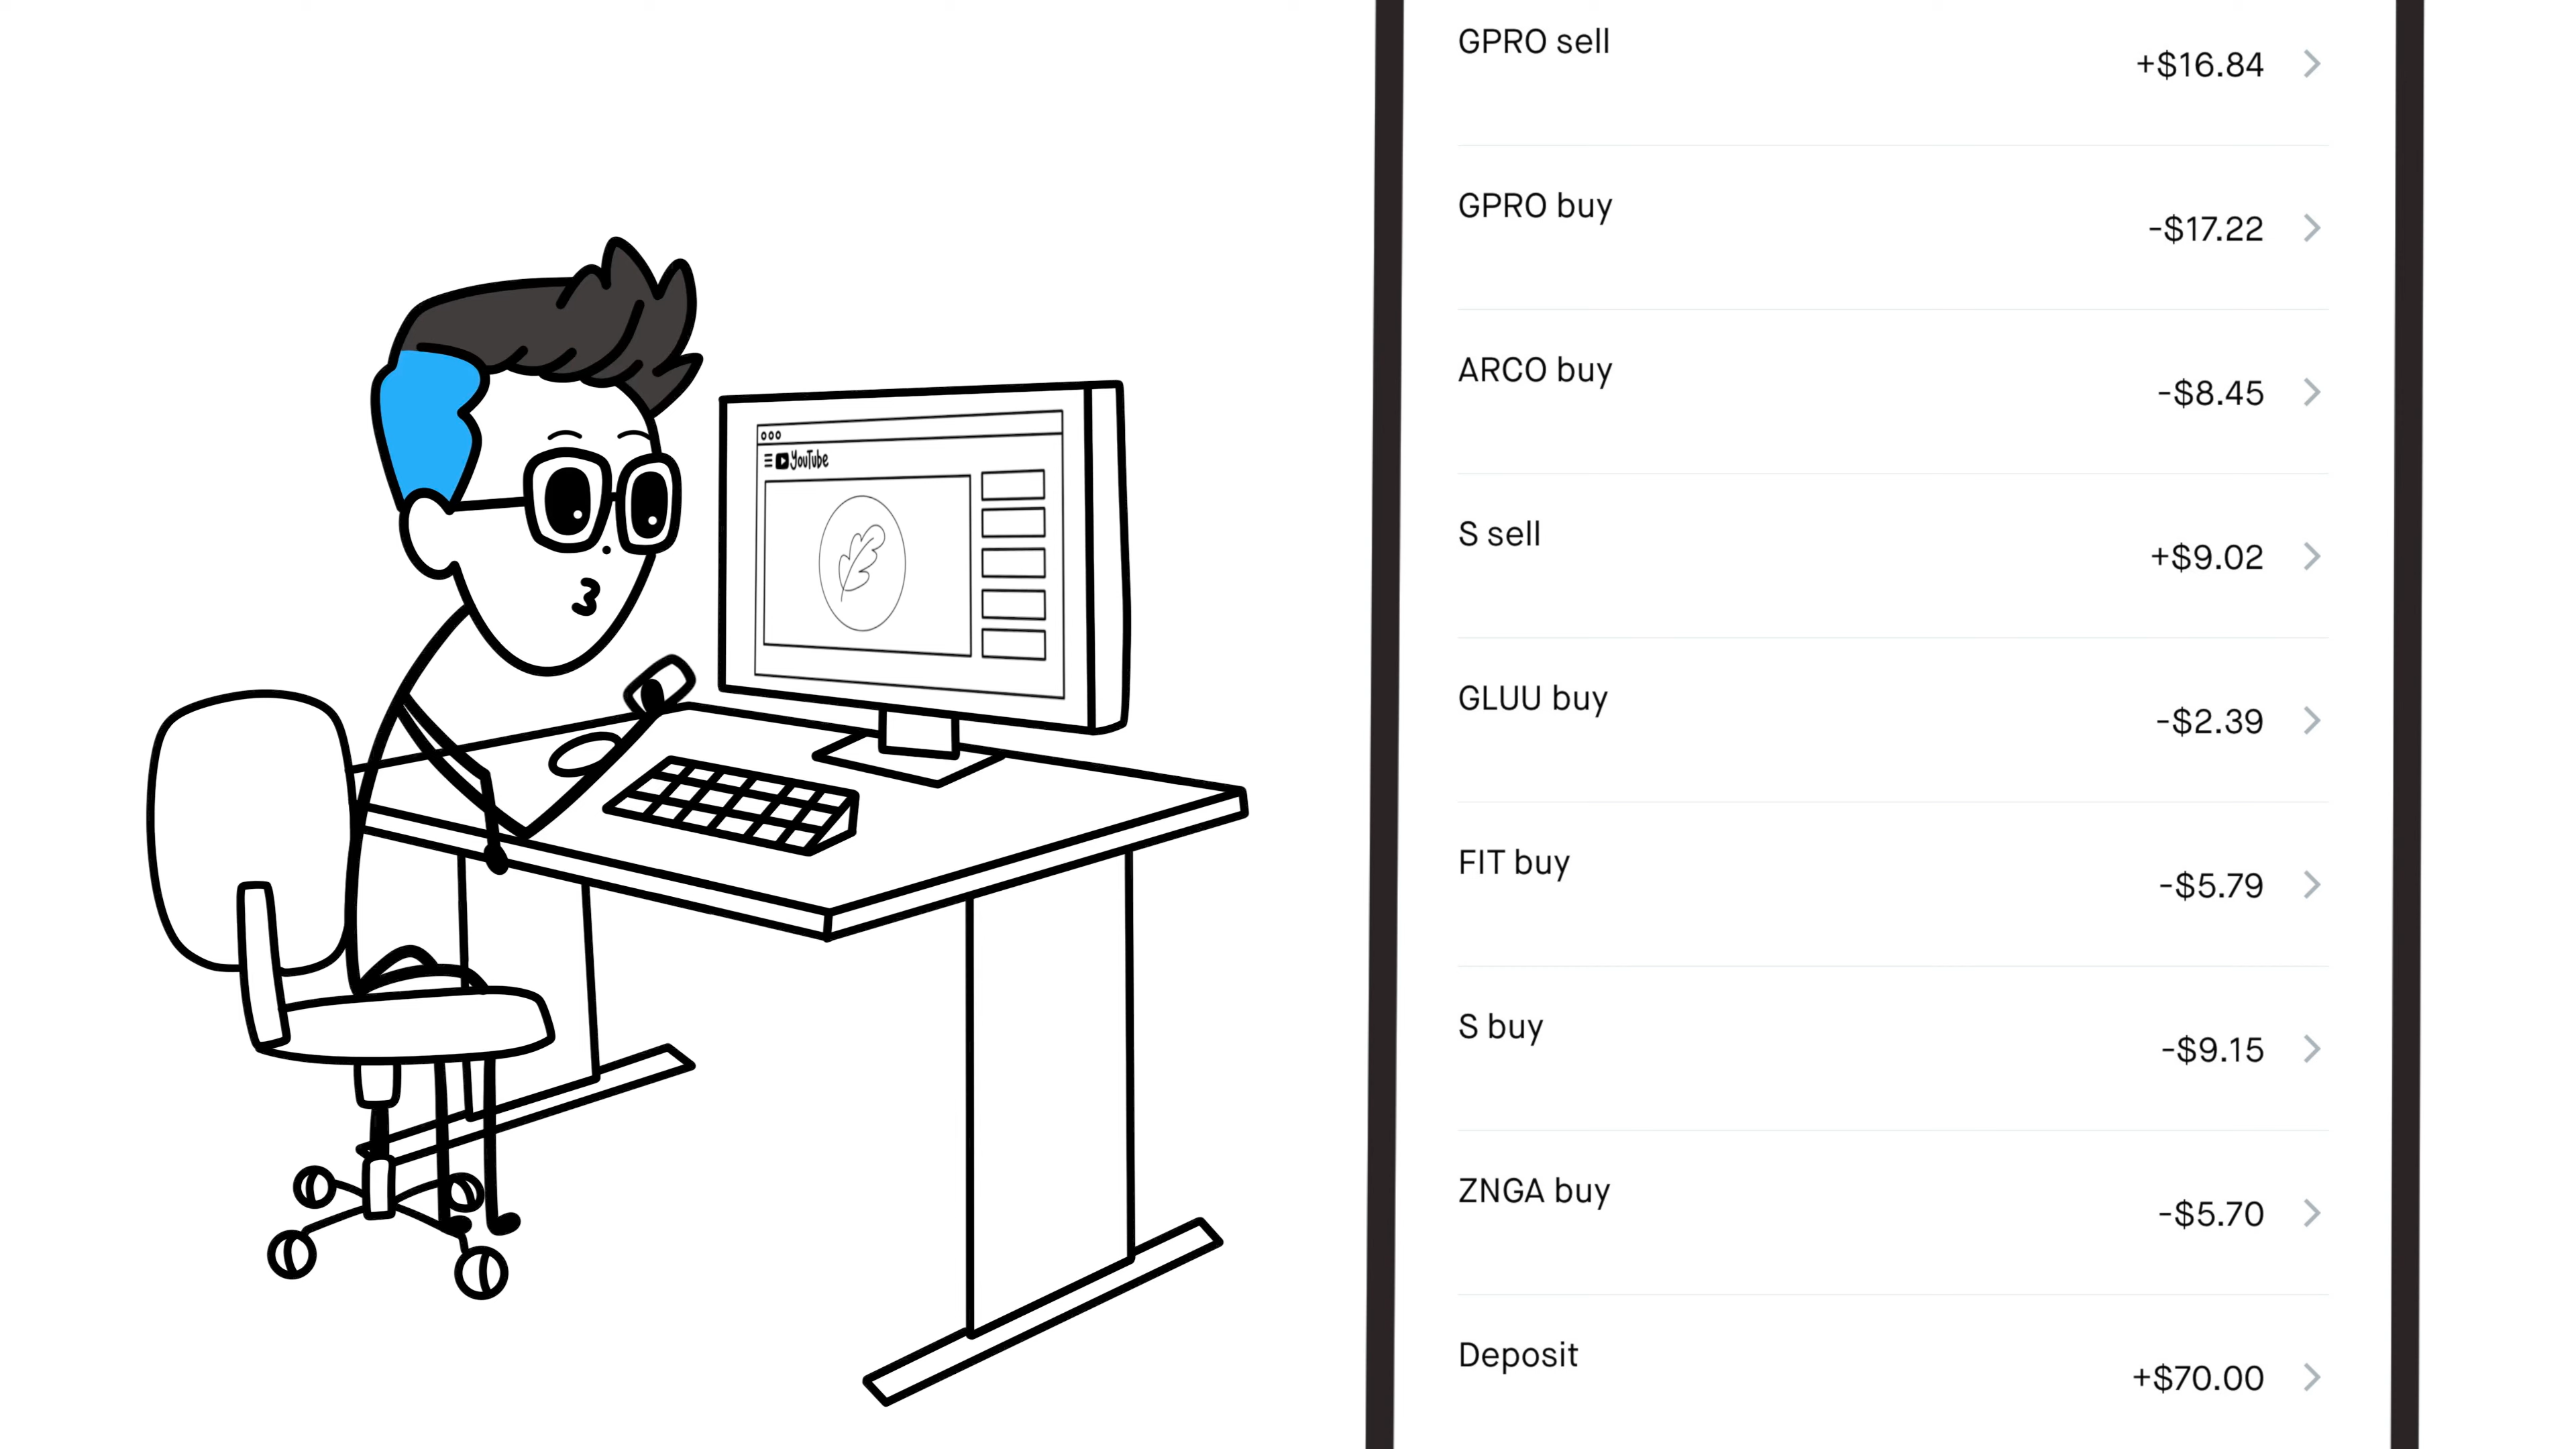 YouTube
GPRO sell
+$16.84
GPRO buy
-$17.22
ARCO buy
-$8.45
S sell
+$9.02
GLUU buy
-$2.39
FIT buy
-$5.79
S buy
-$9.15
ZNGA buy
-$5.70
Deposit
+$70.00